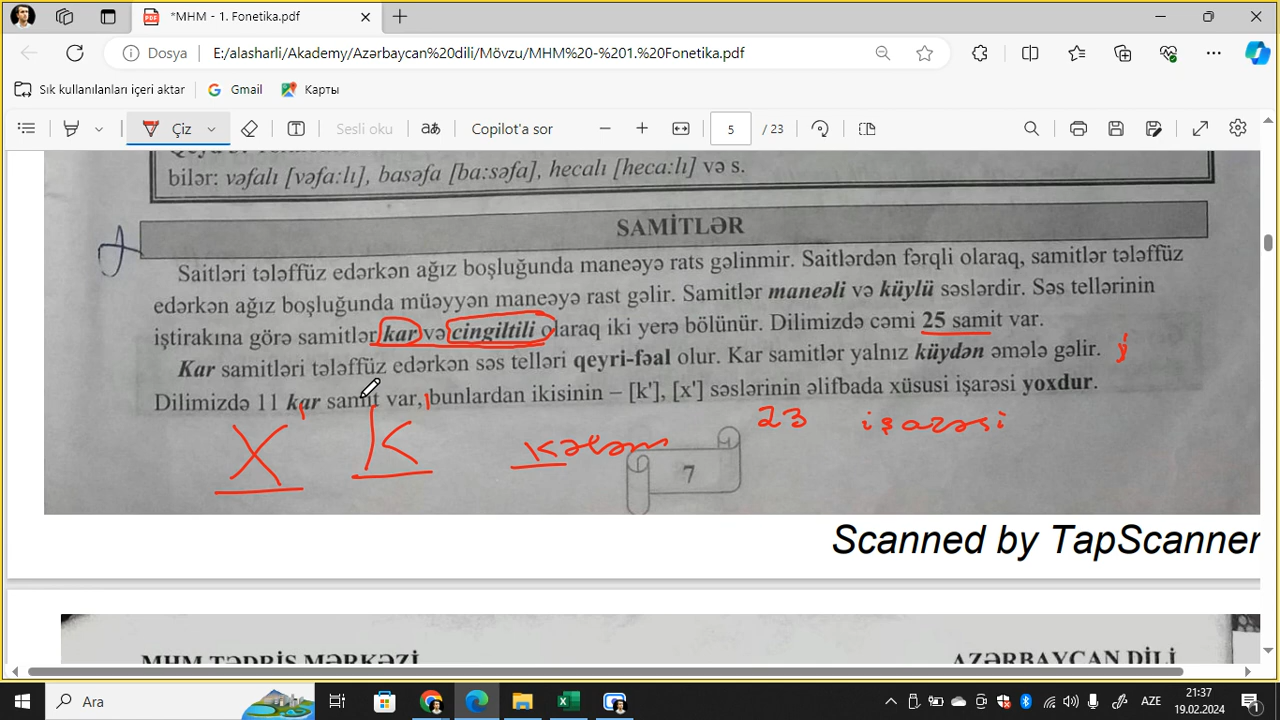 *MHM - 1. Fonetika.pdf
Dosya E:/alasharli/Akademy/Azərbaycan%20dili/Mövzu/MHM%20-%201.%20Fonetika.pdf
Sık kullanılanları içeri aktar Gmail Карты
Çiz Sesli oku aあ Copilot'a sor 5 / 23
bilər: vəfalı [vəfa:lı], basəfa [ba:səfa], hecalı [heca:lı] və s.
SAMİTLƏR
Saitləri tələffüz edərkən ağız boşluğunda maneəyə rats gəlinmir. Saitlərdən fərqli olaraq, samitlər tələffüz
edərkən ağız boşluğunda müəyyən maneəyə rast gəlir. Samitlər maneəli və küylü səslərdir. Səs tellərinin
iştirakına görə samitlər kar və cingiltili olaraq iki yerə bölünür. Dilimizdə cəmi 25 samit var.
Kar samitləri tələffüz edərkən səs telləri qeyri-fəal olur. Kar samitlər yalnız küydən əmələ gəlir.
Dilimizdə 11 kar samit var, bunlardan ikisinin – [k'], [x'] səslərinin əlifbada xüsusi işarəsi yoxdur.
X' K' kələm 23 işarəsi
7
Scanned by TapScanner
MHM TƏDRİS MƏRKƏZİ AZƏRBAYCAN DİLİ
Ara AZE 21:37
19.02.2024